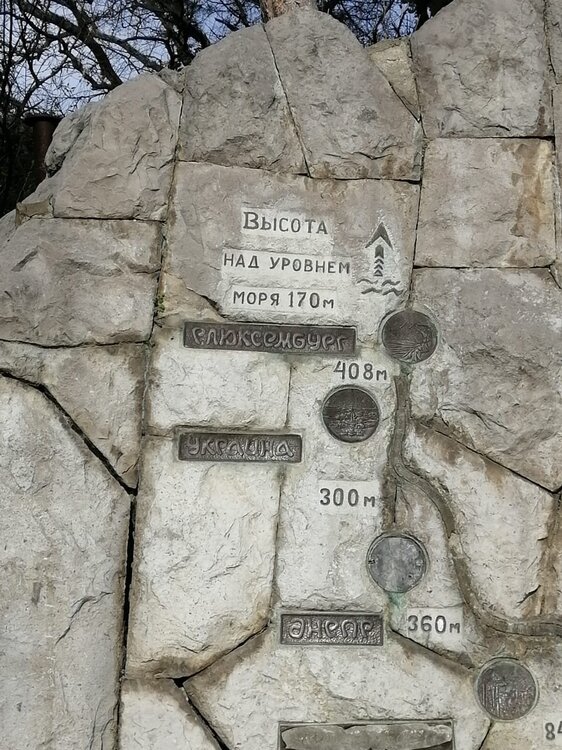 Высота
над уровнем
моря 170м
Р.ЛЮКСЕМБУРГ
408м
УКРАИНА
300м
ДНЕПР
360м